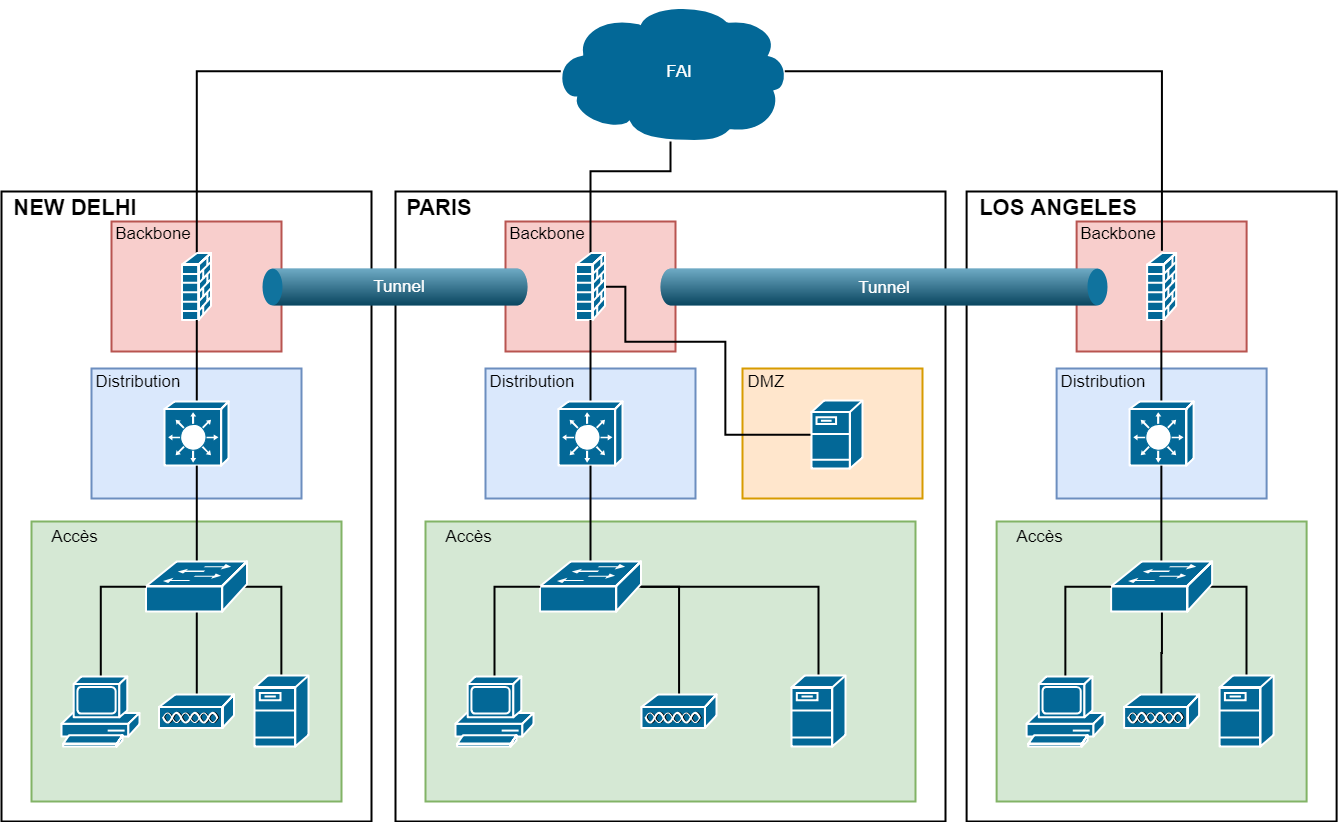 FAI
NEW DELHI
PARIS
LOS ANGELES
Backbone
Backbone
Backbone
Tunnel
Tunnel
Distribution
Distribution
DMZ
Distribution
Accès
Accès
Accès